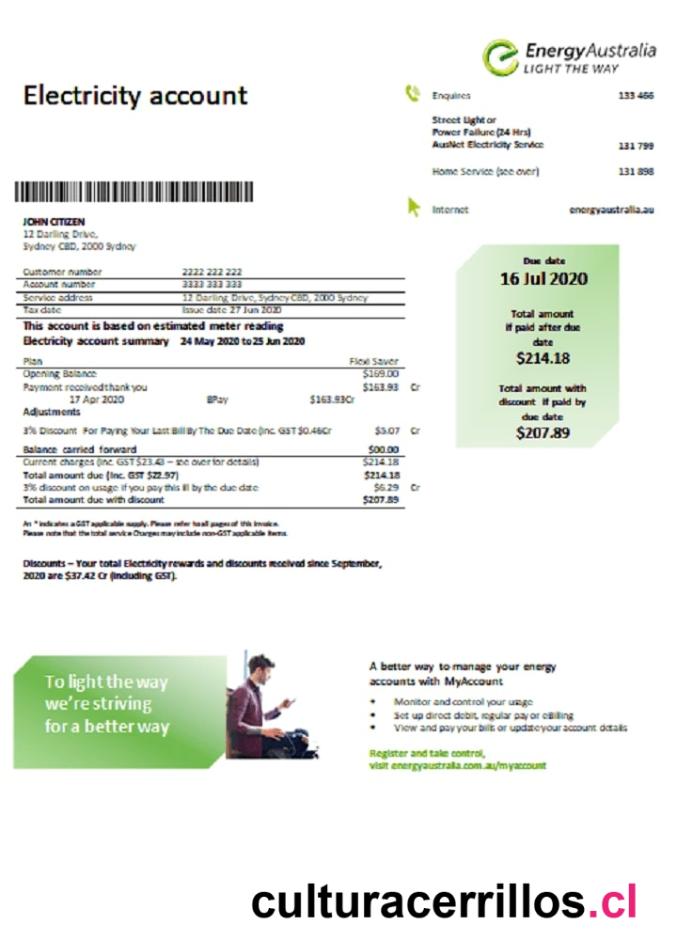 EnergyAustralia
LIGHT THE WAY
Electricity account
Enquires 133 466
Street Light or
Power Failure (24 Hrs)
AusNet Electricity Service 131 799
Home Service (see over) 131 898
Internet energyaustralia.au
JOHN CITIZEN
12 Darling Drive,
Sydney CBD, 2000 Sydney
Customer number 2222 222 222
Account number 3333 333 333
Service address 12 Darling Drive, Sydney CBD, 2000 Sydney
Tax date Issue date 27 Jun 2020
This account is based on estimated meter reading
Electricity account summary 24 May 2020 to 25 Jun 2020
Plan Flexi Saver
Opening Balance $169.00
Payment received thank you $163.93 Cr
17 Apr 2020 BPay $163.93Cr
Adjustments
3% Discount For Paying Your Last Bill By The Due Date (inc. GST $0.46Cr $5.07 Cr
Balance carried forward $00.00
Current charges (inc. GST $23.43 – see over for details) $214.18
Total amount due (Inc. GST $22.97) $214.18
3% discount on usage if you pay this ill by the due date $6.29 Cr
Total amount due with discount $207.89
An * indicates a GST applicable supply. Please refer to all pages of this invoice.
Please note that the total service Charges may include non-GST applicable items.
Discounts – Your total Electricity rewards and discounts received since September,
2020 are $37.42 Cr (including GST).
Due date
16 Jul 2020
Total amount
if paid after due
date
$214.18
Total amount with
discount if paid by
due date
$207.89
To light the way
we're striving
for a better way
A better way to manage your energy
accounts with MyAccount
• Monitor and control your usage
• Set up direct debit, regular pay or eBilling
• View and pay your bills or update your account details
Register and take control,
visit energyaustralia.com.au/myaccount
culturacerrillos.cl